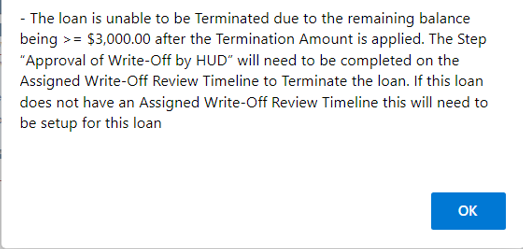 - The loan is unable to be Terminated due to the remaining balance
being >= $3,000.00 after the Termination Amount is applied. The Step
"Approval of Write-Off by HUD" will need to be completed on the
Assigned Write-Off Review Timeline to Terminate the loan. If this loan
does not have an Assigned Write-Off Review Timeline this will need to
be setup for this loan
OK